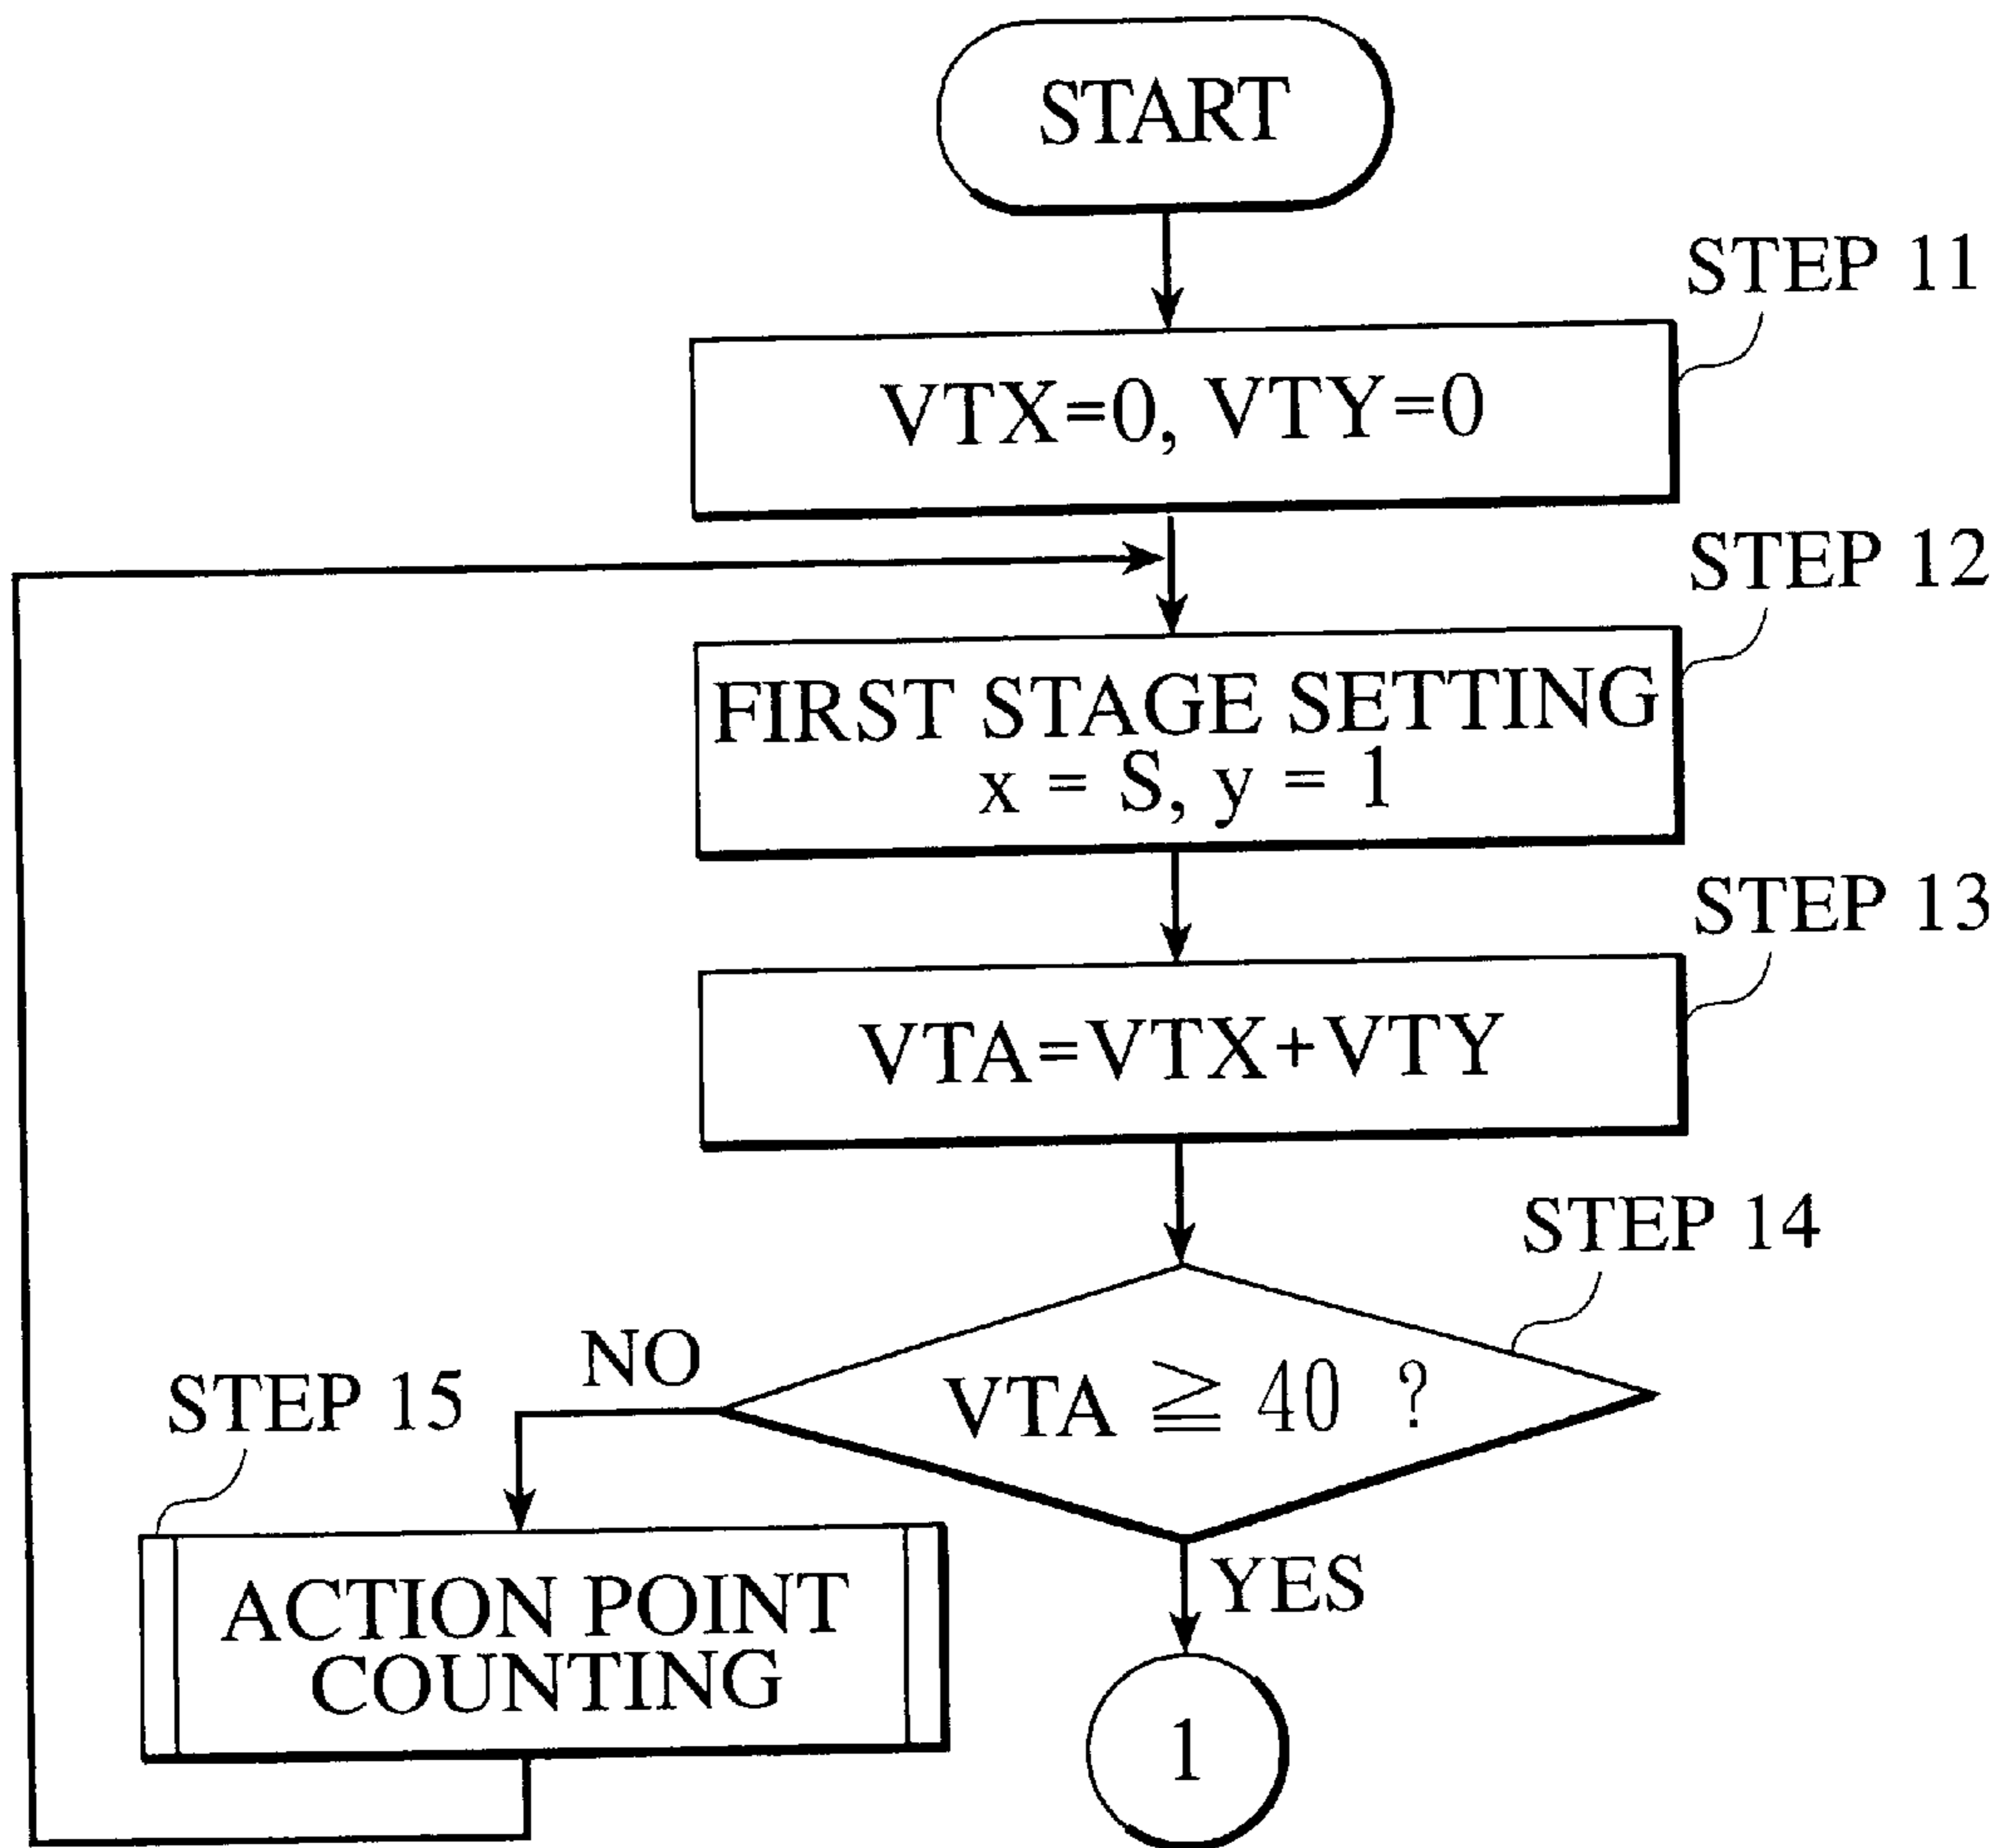 START
STEP 11
VTX=0, VTY=0
STEP 12
FIRST STAGE SETTING
x = S, y = 1
STEP 13
VTA=VTX+VTY
STEP 14
VTA ≧ 40 ?
NO
STEP 15
YES
ACTION POINT
COUNTING
1